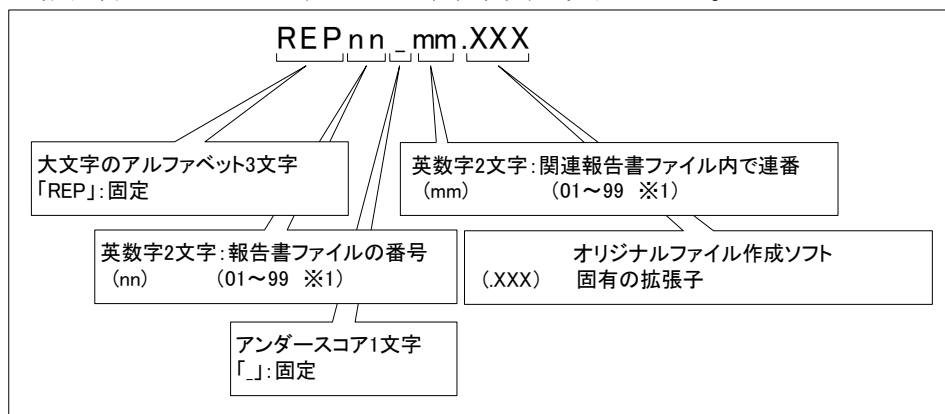 REPnn_mm.XXX
大文字のアルファベット3文字
「REP」:固定
英数字2文字:関連報告書ファイル内で連番
(mm) (01～99 ※1)
英数字2文字:報告書ファイルの番号
(nn) (01～99 ※1)
オリジナルファイル作成ソフト
(.XXX) 固有の拡張子
アンダースコア1文字
「_」:固定